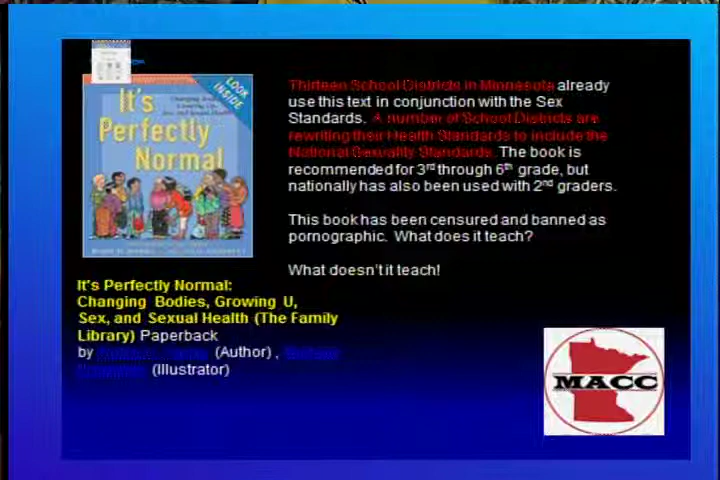 LOOK
INSIDE
It's
Perfectly
Normal
Thirteen School Districts in Minnesota already
use this text in conjunction with the Sex
Standards. A number of School Districts are
rewriting their Health Standards to include the
National Sexuality Standards. The book is
recommended for 3rd through 6th grade, but
nationally has also been used with 2nd graders.
This book has been censured and banned as
pornographic. What does it teach?
What doesn't it teach!
It's Perfectly Normal:
Changing Bodies, Growing U,
Sex, and Sexual Health (The Family
Library) Paperback
by (Author),
(Illustrator)
MACC